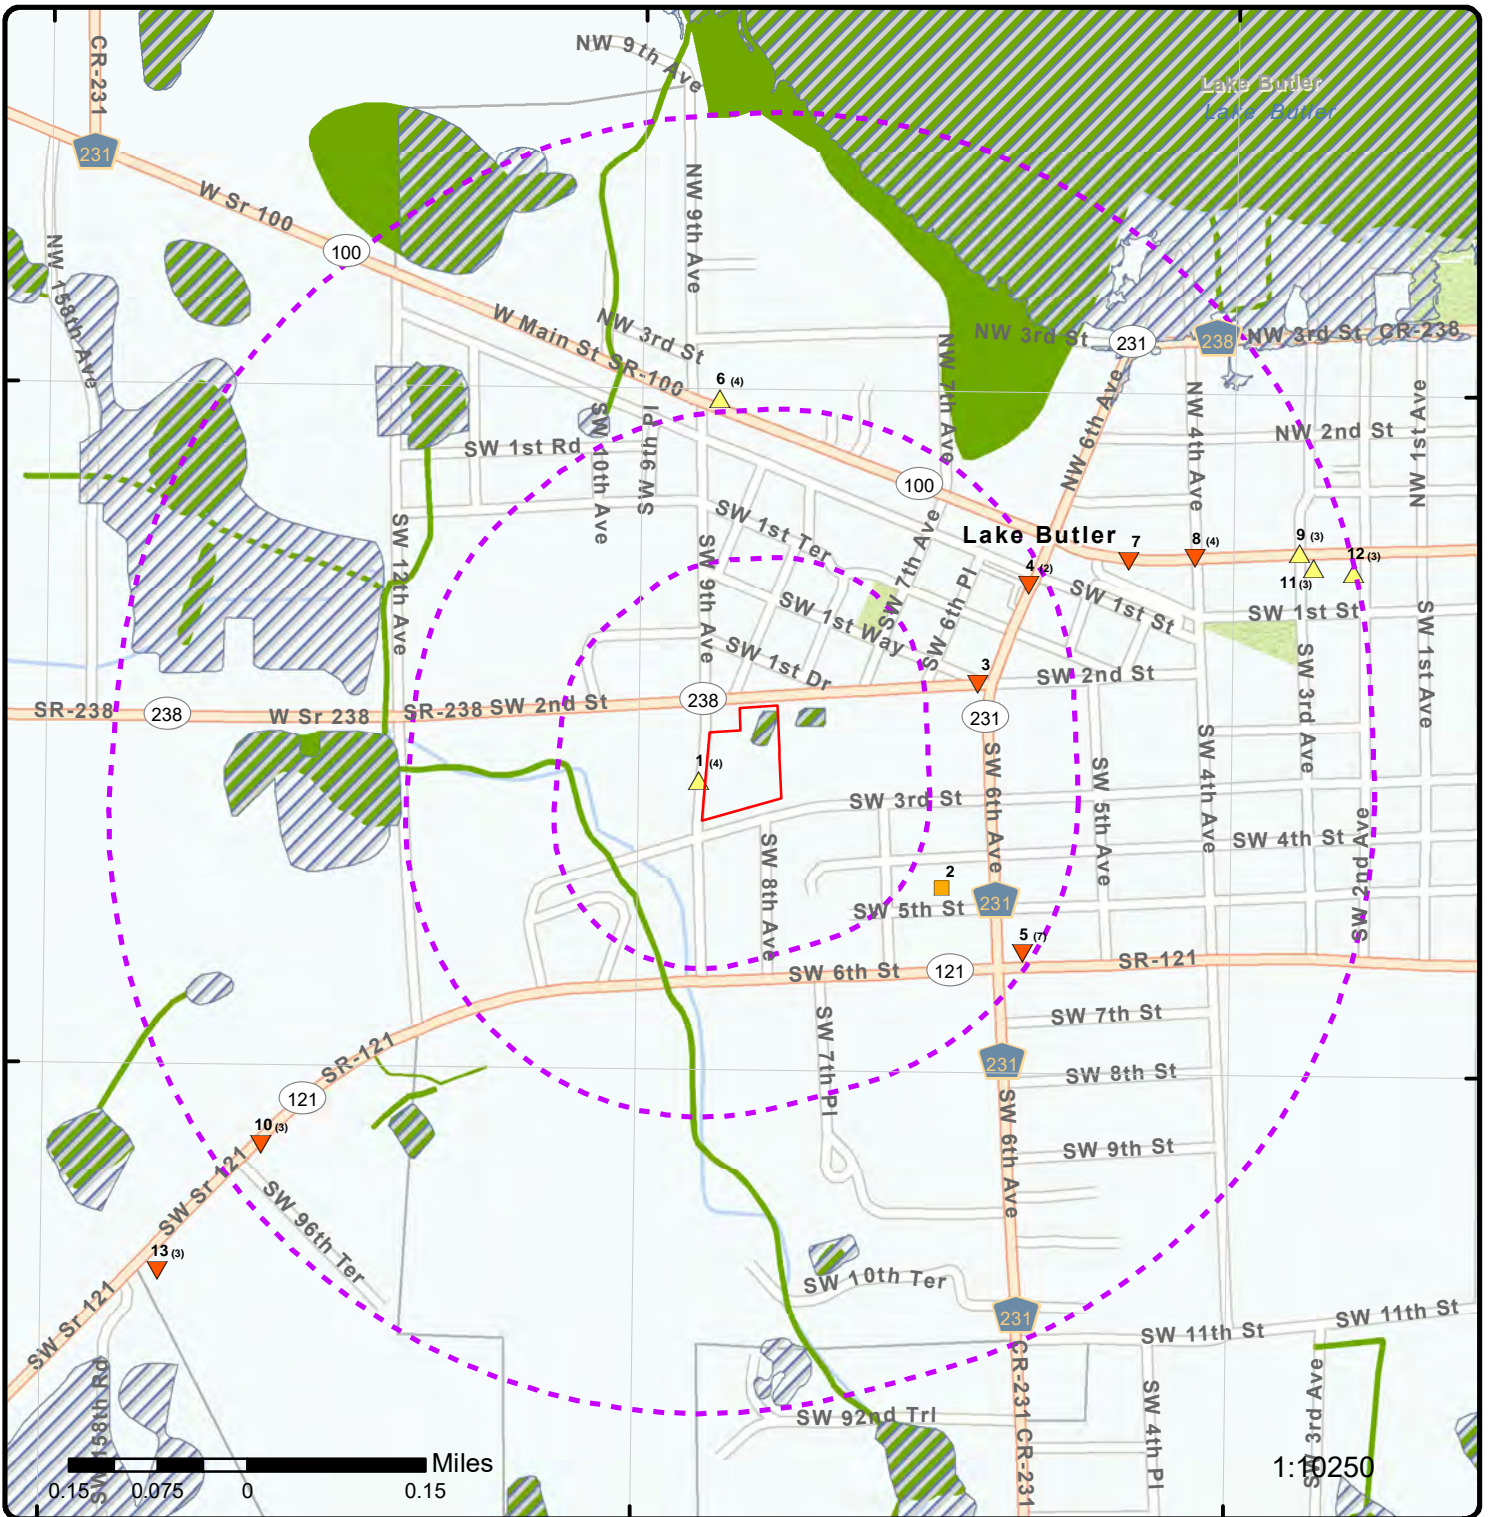 NW 9th Ave
CR-231
Lake Butler
Lake Butler
231
W Sr 100
NW 9th Ave
100
NW 158th Ave
W Main St
SR-100
NW 3rd St
NW 3rd St
231
238
NW 3rd St
CR-238
6 (4)
NW 7th Ave
NW 6th Ave
NW 4th Ave
NW 1st Ave
NW 2nd St
SW 1st Rd
SW 10th Ave
SW 9th Pl
100
SW 12th Ave
SW 1st Ter
SW 9th Ave
SW 7th Ave
Lake Butler
7
8 (4)
9 (3)
12 (3)
11 (3)
4 (2)
SW 6th Pl
SW 1st St
SW 1st St
SW 1st Way
SW 1st Dr
SW 3rd Ave
SW 1st Ave
3
SW 2nd St
SR-238
238
W Sr 238
SR-238
SW 2nd St
238
231
SW 6th Ave
SW 5th Ave
SW 4th Ave
1 (4)
SW 3rd St
SW 4th St
SW 2nd Ave
SW 8th Ave
2
231
SW 5th St
5 (7)
SW 6th St
121
SR-121
SW 7th Pl
SW 7th St
SR-121
231
SW 8th St
121
10 (3)
SW 6th Ave
SW 9th St
SW Sr 121
SW 96th Ter
13 (3)
SW 10th Ter
SW Sr 121
231
SW 11th St
SW 11th St
CR-231
CR-231
SW 158th Rd
SW 92nd Trl
SW 4th Pl
SW 3rd Ave
Miles
1:10250
0.15
0.075
0
0.15